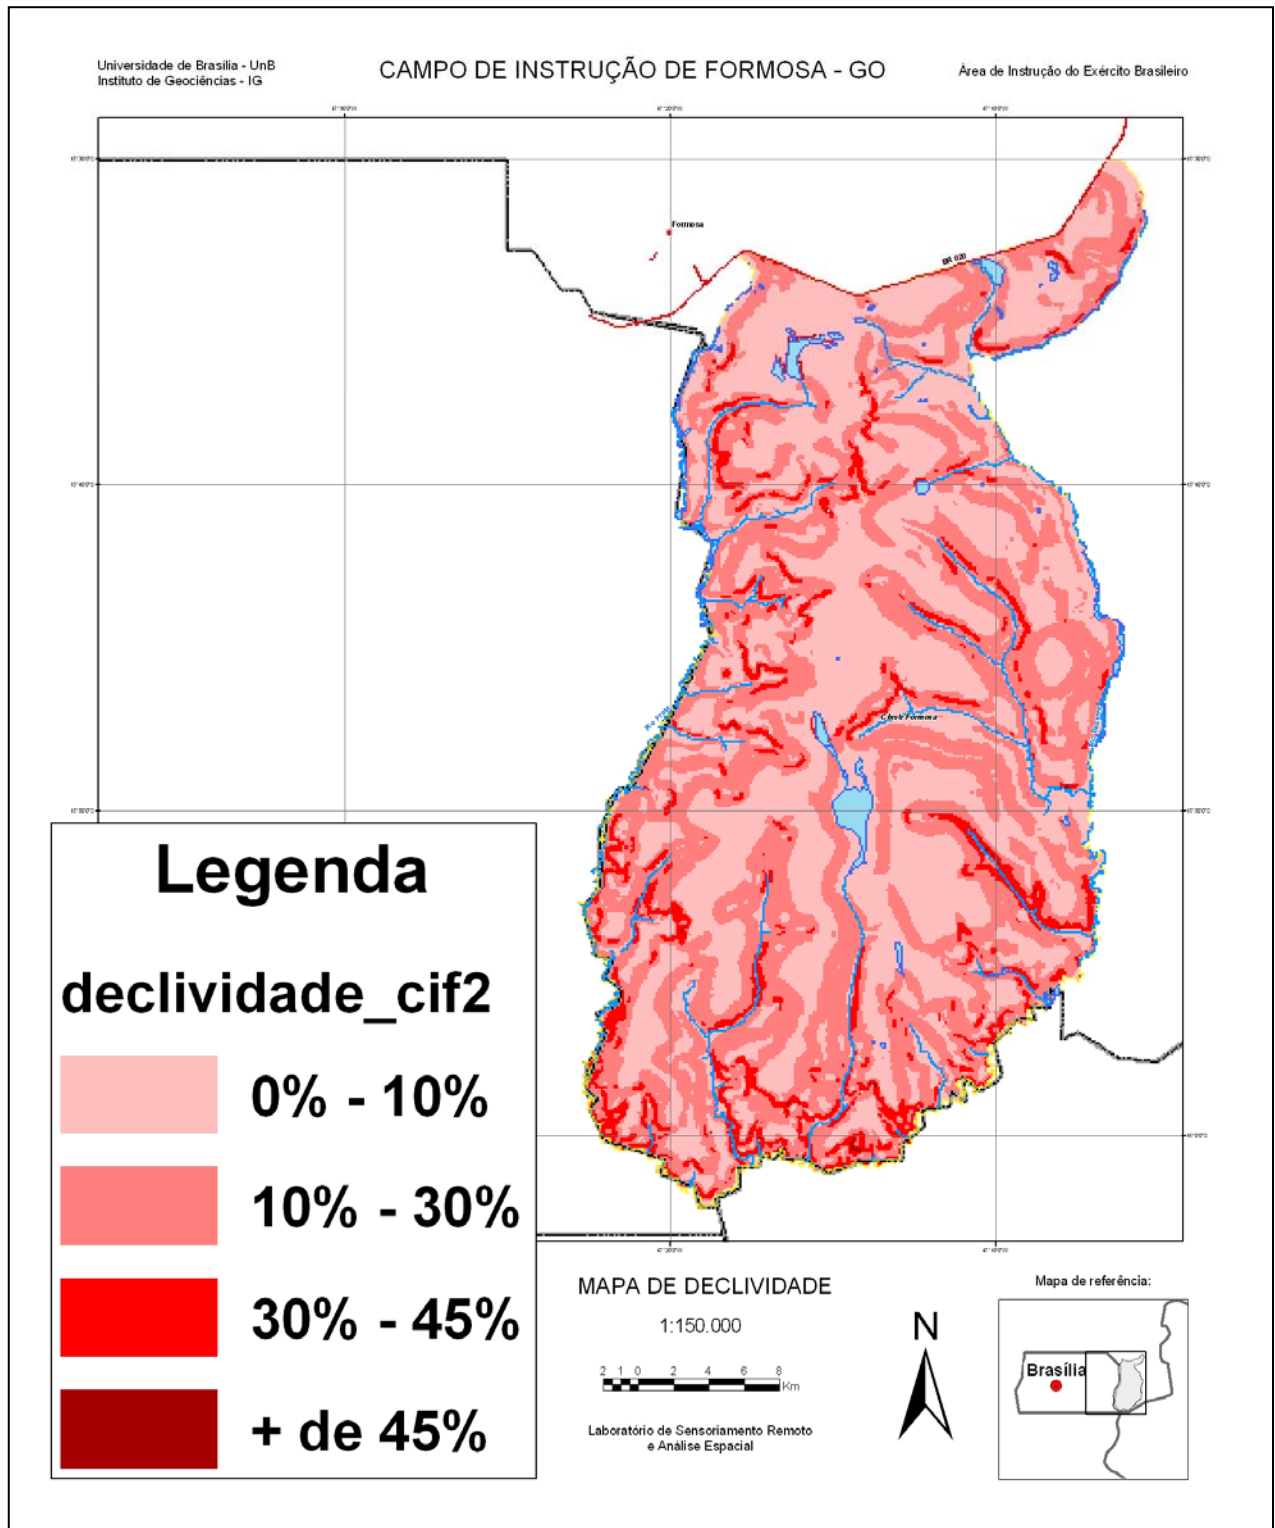 Universidade de Brasília - UnB
Instituto de Geociências - IG
CAMPO DE INSTRUÇÃO DE FORMOSA - GO
Área de Instrução do Exército Brasileiro
Formosa
BR 020
Legenda
declividade_cif2
0% - 10%
10% - 30%
30% - 45%
+ de 45%
MAPA DE DECLIVIDADE
1:150.000
2 1 0 2 4 6 8
Km
Laboratório de Sensoriamento Remoto
e Análise Espacial
N
Mapa de referência:
Brasília